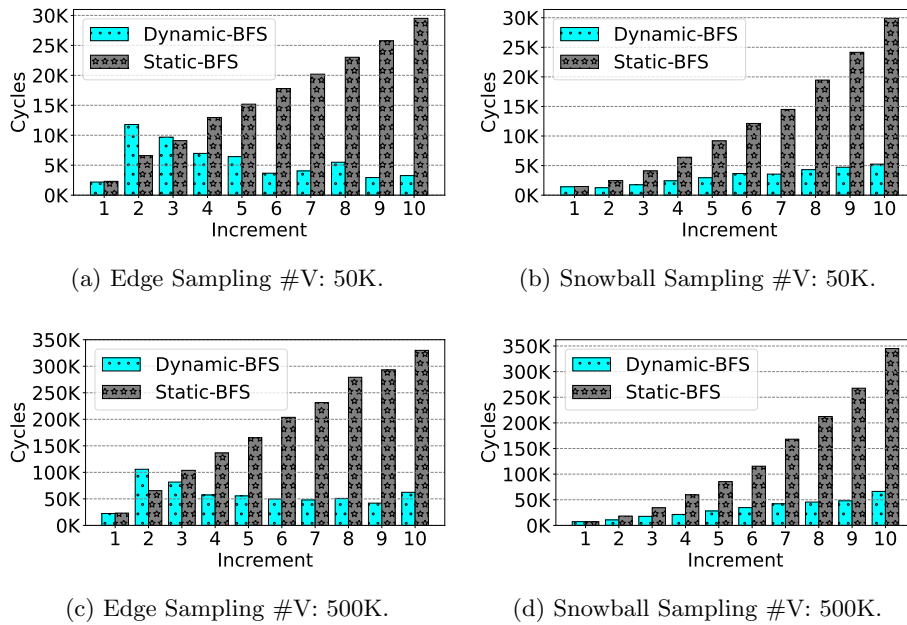 30K
25K
20K
15K
10K
5K
0K
Cycles
Dynamic-BFS
Static-BFS
1 2 3 4 5 6 7 8 9 10
Increment
(a) Edge Sampling #V: 50K.
30K
25K
20K
15K
10K
5K
0K
Cycles
Dynamic-BFS
Static-BFS
1 2 3 4 5 6 7 8 9 10
Increment
(b) Snowball Sampling #V: 50K.
350K
300K
250K
200K
150K
100K
50K
0K
Cycles
Dynamic-BFS
Static-BFS
1 2 3 4 5 6 7 8 9 10
Increment
(c) Edge Sampling #V: 500K.
350K
300K
250K
200K
150K
100K
50K
0K
Cycles
Dynamic-BFS
Static-BFS
1 2 3 4 5 6 7 8 9 10
Increment
(d) Snowball Sampling #V: 500K.